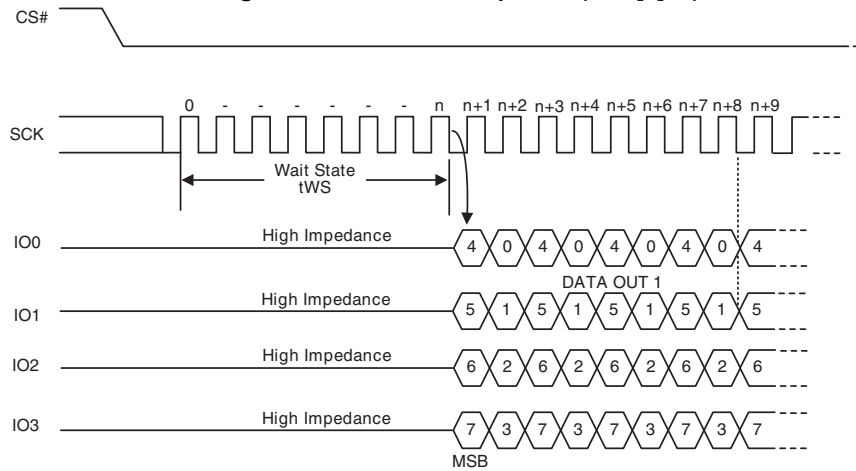 CS#
0 - - - - - - n n+1 n+2 n+3 n+4 n+5 n+6 n+7 n+8 n+9
SCK
Wait State
tWS
IO0 High Impedance 4 0 4 0 4 0 4 0 4
DATA OUT 1
IO1 High Impedance 5 1 5 1 5 1 5 1 5
IO2 High Impedance 6 2 6 2 6 2 6 2 6
IO3 High Impedance 7 3 7 3 7 3 7 3 7
MSB